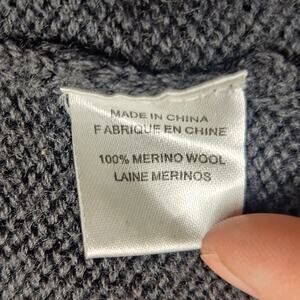 MADE IN CHINA
FABRIQUE EN CHINE
100% MERINO WOOL
LAINE MERINOS